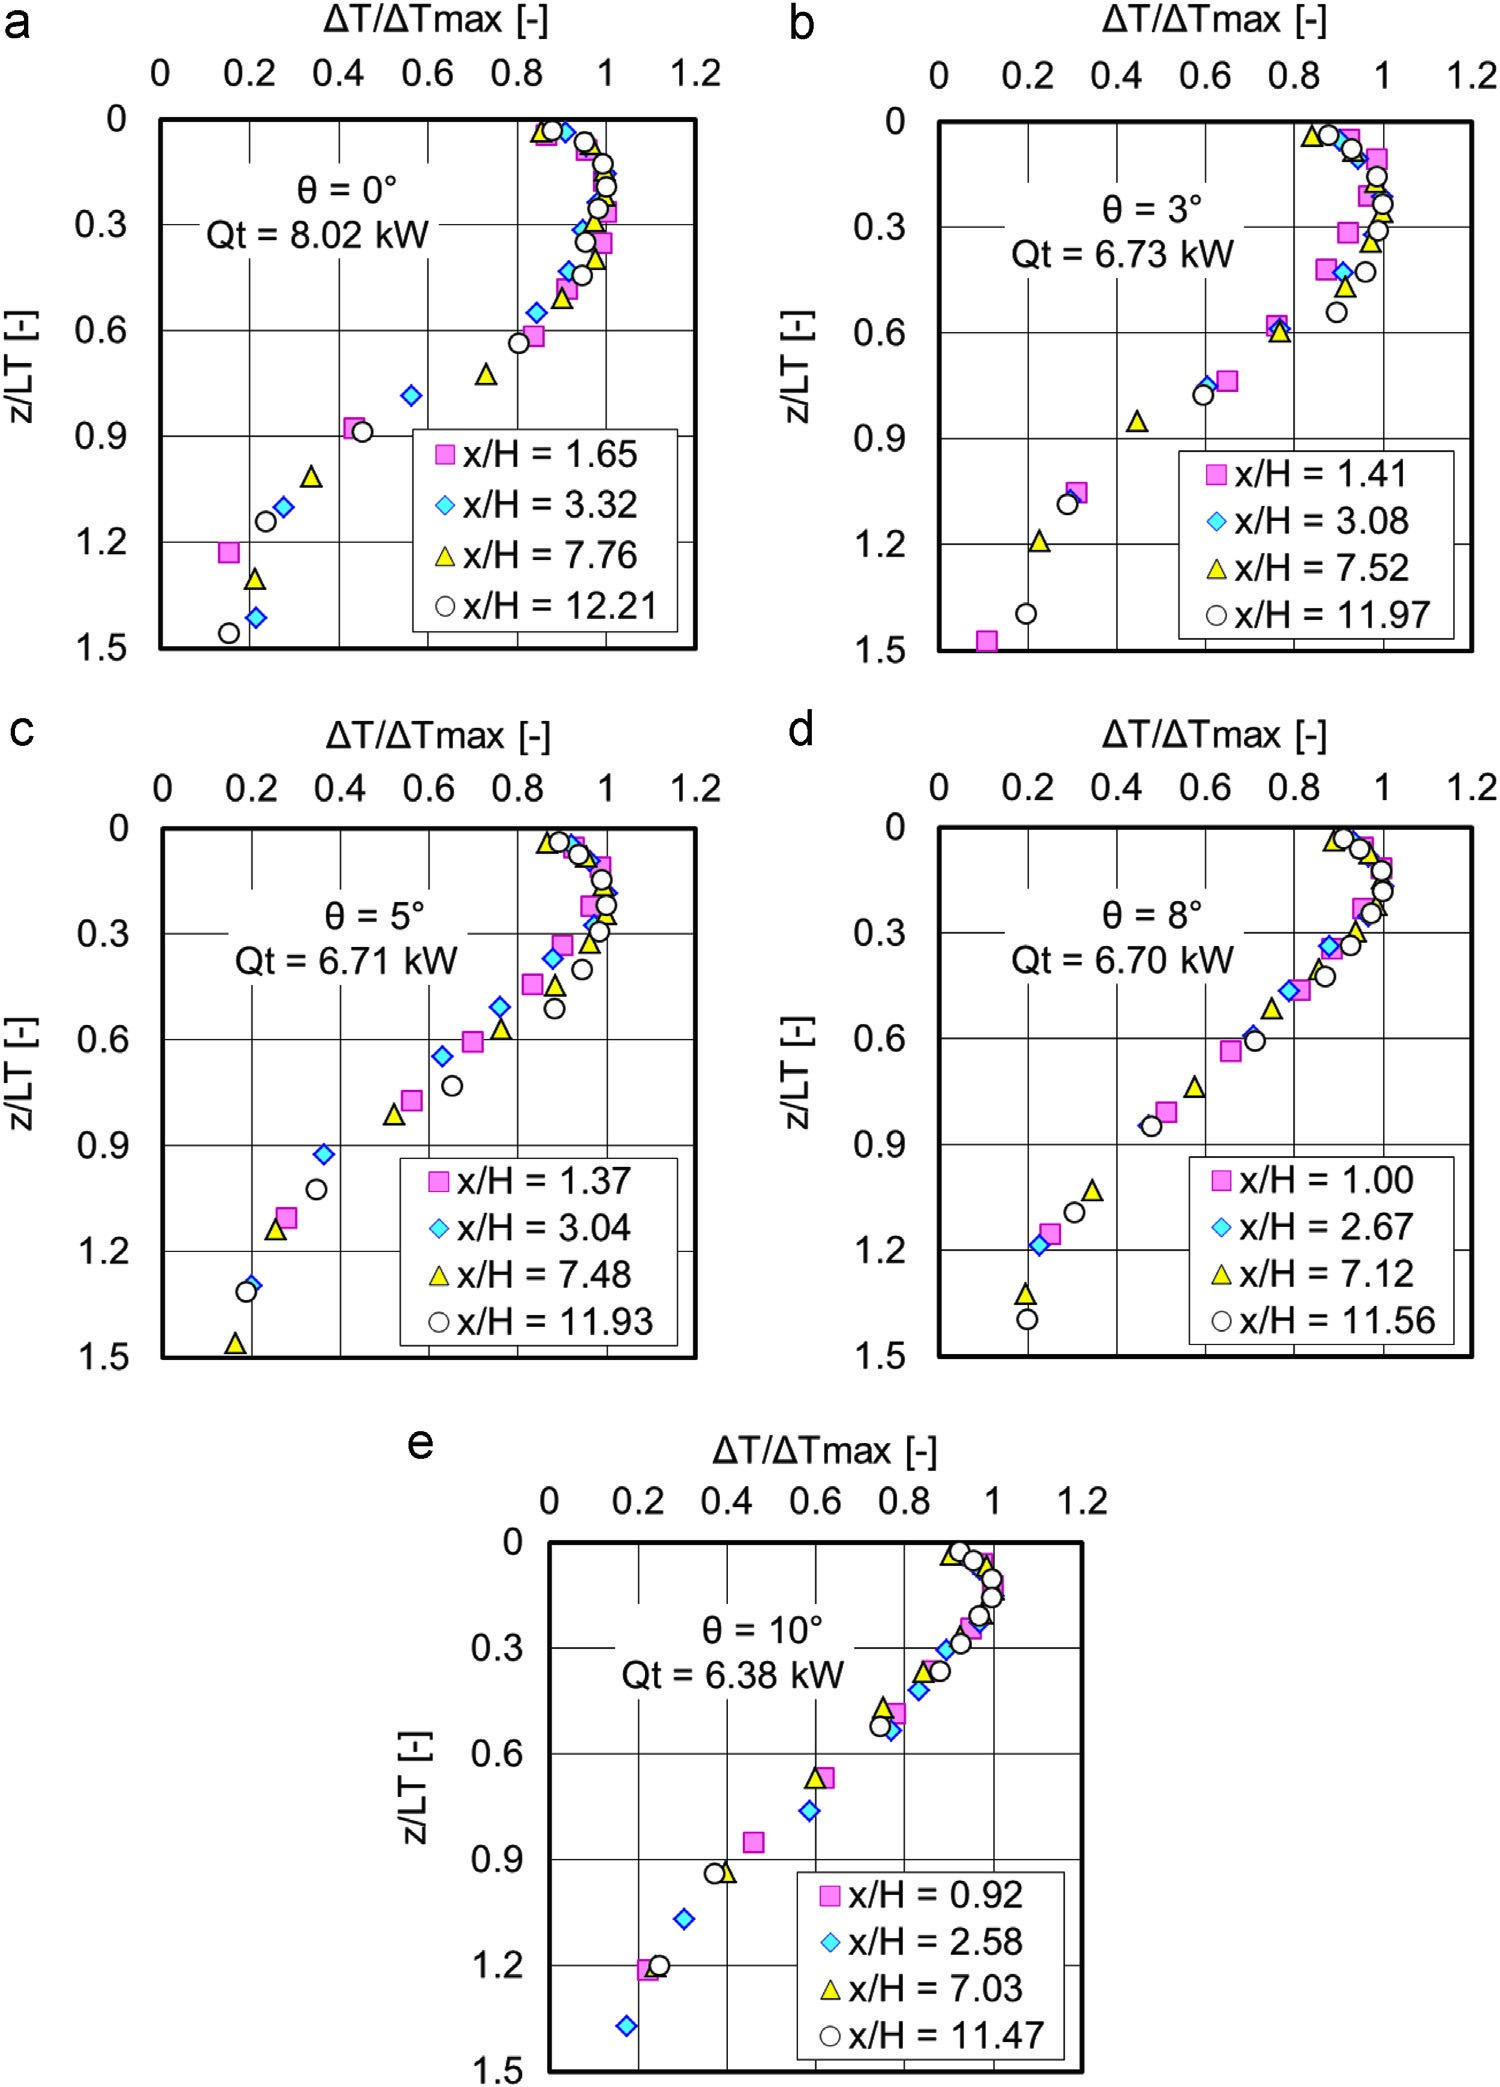 a
ΔT/ΔTmax [-]
0 0.2 0.4 0.6 0.8 1 1.2
0
0.3
0.6
0.9
1.2
1.5
z/LT [-]
θ = 0°
Qt = 8.02 kW
x/H = 1.65
x/H = 3.32
x/H = 7.76
x/H = 12.21
b
ΔT/ΔTmax [-]
0 0.2 0.4 0.6 0.8 1 1.2
0
0.3
0.6
0.9
1.2
1.5
z/LT [-]
θ = 3°
Qt = 6.73 kW
x/H = 1.41
x/H = 3.08
x/H = 7.52
x/H = 11.97
c
ΔT/ΔTmax [-]
0 0.2 0.4 0.6 0.8 1 1.2
0
0.3
0.6
0.9
1.2
1.5
z/LT [-]
θ = 5°
Qt = 6.71 kW
x/H = 1.37
x/H = 3.04
x/H = 7.48
x/H = 11.93
d
ΔT/ΔTmax [-]
0 0.2 0.4 0.6 0.8 1 1.2
0
0.3
0.6
0.9
1.2
1.5
z/LT [-]
θ = 8°
Qt = 6.70 kW
x/H = 1.00
x/H = 2.67
x/H = 7.12
x/H = 11.56
e
ΔT/ΔTmax [-]
0 0.2 0.4 0.6 0.8 1 1.2
0
0.3
0.6
0.9
1.2
1.5
z/LT [-]
θ = 10°
Qt = 6.38 kW
x/H = 0.92
x/H = 2.58
x/H = 7.03
x/H = 11.47